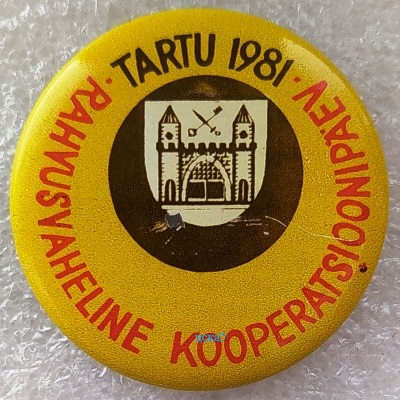 TARTU 1981
· RAHVUSVAHELINE KOOPERATSIOONIPÄEV ·